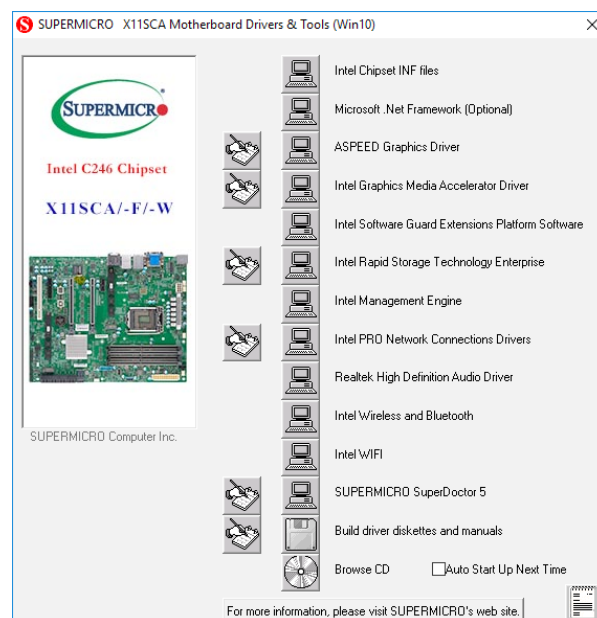 SUPERMICRO X11SCA Motherboard Drivers & Tools (Win10)
SUPERMICRO
Intel C246 Chipset
X11SCA/-F/-W
SUPERMICRO Computer Inc.
Intel Chipset INF files
Microsoft .Net Framework (Optional)
ASPEED Graphics Driver
Intel Graphics Media Accelerator Driver
Intel Software Guard Extensions Platform Software
Intel Rapid Storage Technology Enterprise
Intel Management Engine
Intel PRO Network Connections Drivers
Realtek High Definition Audio Driver
Intel Wireless and Bluetooth
Intel WIFI
SUPERMICRO SuperDoctor 5
Build driver diskettes and manuals
Browse CD
Auto Start Up Next Time
For more information, please visit SUPERMICRO's web site.